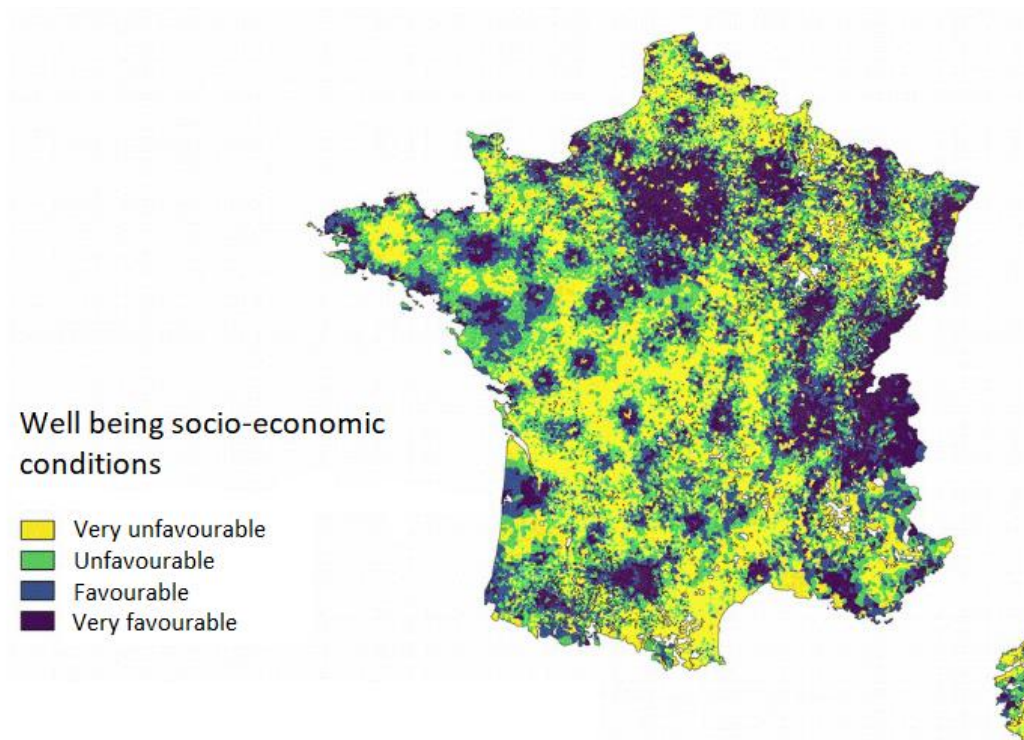 Well being socio-economic
conditions
Very unfavourable
Unfavourable
Favourable
Very favourable